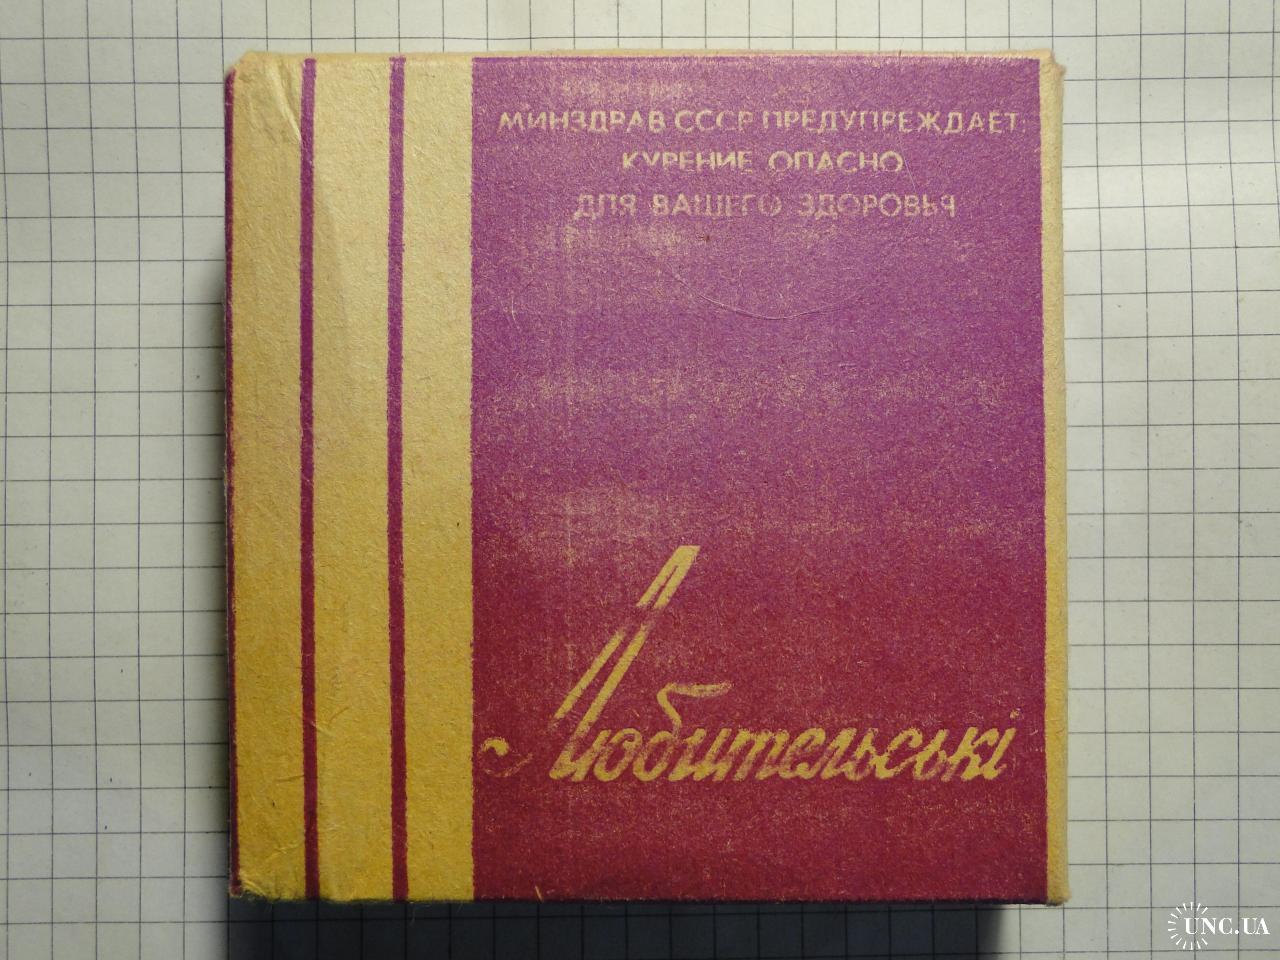 МИНЗДРАВ СССР ПРЕДУПРЕЖДАЕТ:
КУРЕНИЕ ОПАСНО
ДЛЯ ВАШЕГО ЗДОРОВЬЯ
Любительські
UNC.UA